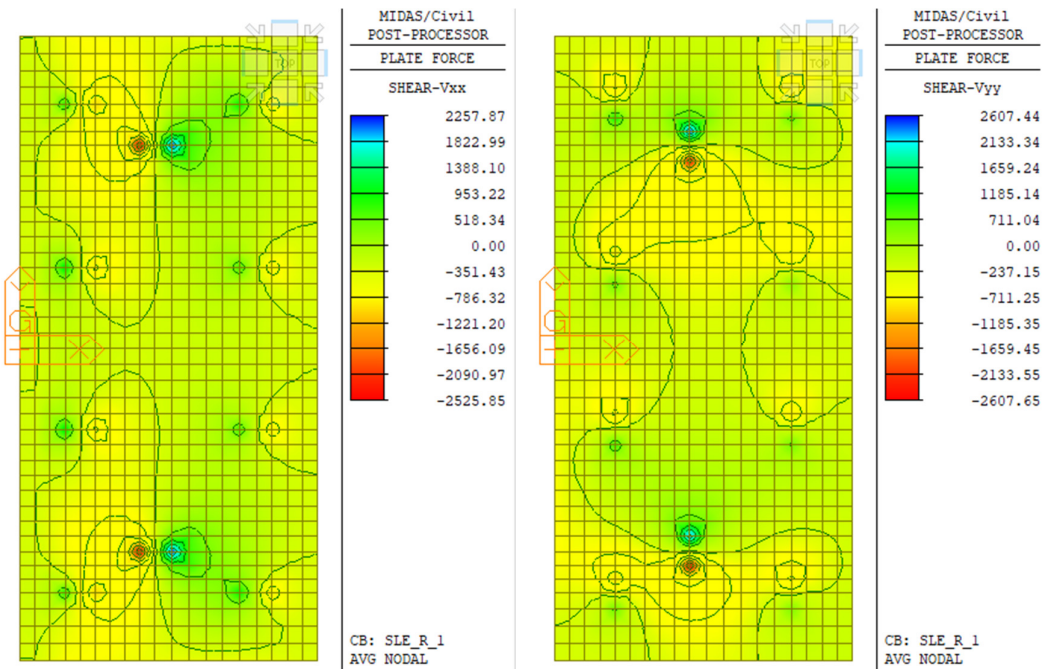 MIDAS/Civil
POST-PROCESSOR
PLATE FORCE
SHEAR-Vxx
2257.87
1822.99
1388.10
953.22
518.34
0.00
-351.43
-786.32
-1221.20
-1656.09
-2090.97
-2525.85
CB: SLE_R_1
AVG NODAL
TOP
X
MIDAS/Civil
POST-PROCESSOR
PLATE FORCE
SHEAR-Vyy
2607.44
2133.34
1659.24
1185.14
711.04
0.00
-237.15
-711.25
-1185.35
-1659.45
-2133.55
-2607.65
CB: SLE_R_1
AVG NODAL
TOP
X